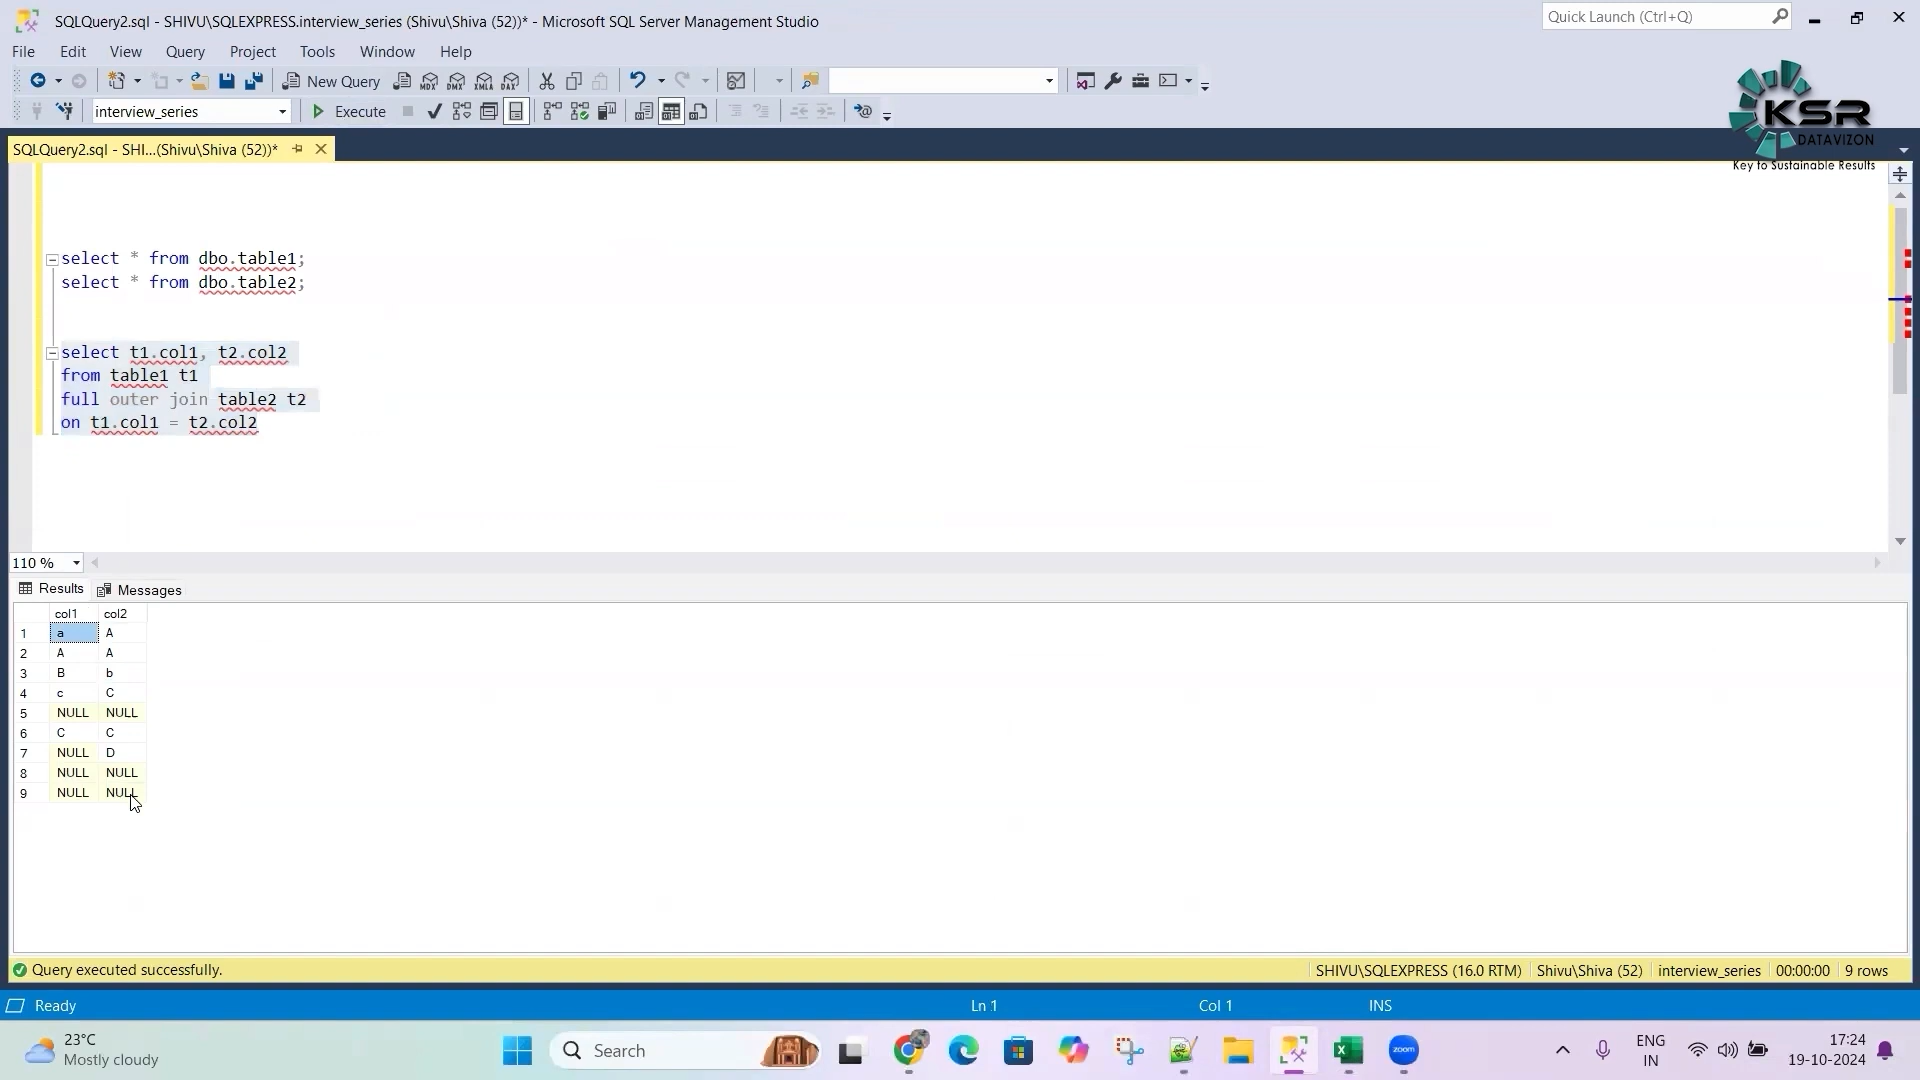 SQLQuery2.sql - SHIVU\SQLEXPRESS.interview_series (Shivu\Shiva (52))* - Microsoft SQL Server Management Studio
Quick Launch (Ctrl+Q)
File Edit View Query Project Tools Window Help
New Query MDX DMX XMLA DAX
interview_series Execute
KSR
DATAVIZON
Key to Sustainable Results
SQLQuery2.sql - SHI...(Shivu\Shiva (52))*
select * from dbo.table1;
select * from dbo.table2;
select t1.col1, t2.col2
from table1 t1
full outer join table2 t2
on t1.col1 = t2.col2
110 %
Results Messages
col1 col2
1 a A
2 A A
3 B b
4 c C
5 NULL NULL
6 C C
7 NULL D
8 NULL NULL
9 NULL NULL
Query executed successfully. SHIVU\SQLEXPRESS (16.0 RTM) Shivu\Shiva (52) interview_series 00:00:00 9 rows
Ready Ln 1 Col 1 INS
23°C
Mostly cloudy
Search
zoom
ENG
IN
17:24
19-10-2024